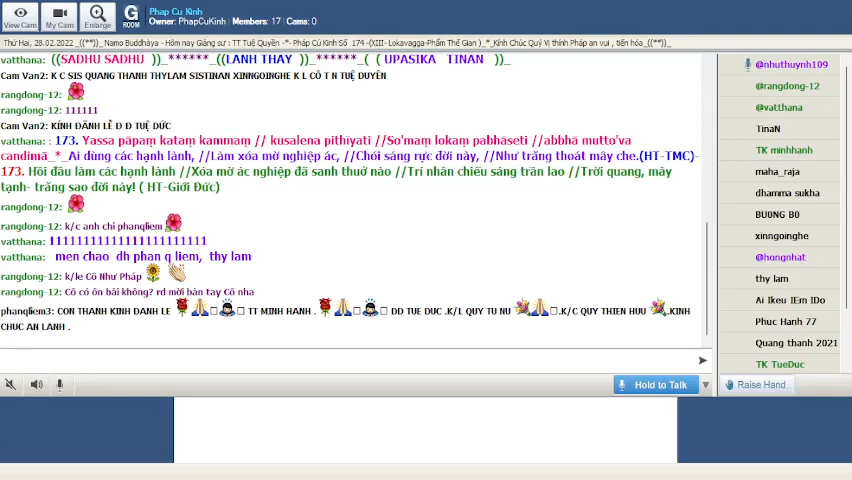 Phap Cu Kinh
Owner: PhapCuKinh | Members: 17 | Cams: 0
View Cam
My Cam
Enlarge
G
ROOM
Thứ Hai, 28.02.2022 _((**)_ Namo Buddhàya - Hôm nay Giảng sư : TT Tuệ Quyền -*- Pháp Cú Kinh Số 174 -(XIII- Lokavagga-Phẩm Thế Gian )_*_Kính Chúc Quý Vị thính Pháp an vui , tiến hóa _((**)_
vatthana: ((SADHU SADHU ))_******_((LÀNH THAY ))_******_( ( UPASIKA TINAN ))_
Cam Van2: K C SIS QUANG THANH THYLAM SISTINAN XINNGOINGHE K L CÔ T N TUỆ DUYÊN
rangdong-12:
rangdong-12: 111111
Cam Van2: KÍNH ĐẢNH LỄ Đ Đ TUỆ ĐỨC
vatthana: : 173. Yassa pāpaṃ kataṃ kammaṃ // kusalena pithīyati //So'maṃ lokaṃ pabhāseti //abbhā mutto'va
candimā_*_Ai dùng các hạnh lành, //Làm xóa mờ nghiệp ác, //Chói sáng rực đời này, //Như trăng thoát mây che.(HT-TMC)-
173. Hồi đầu làm các hạnh lành //Xóa mờ ác nghiệp đã sanh thuở nào //Trí nhân chiếu sáng trần lao //Trời quang, mây
tạnh- trăng sao đời này! ( HT-Giới Đức)
rangdong-12:
rangdong-12: k/c anh chi phanqliem
vatthana: 11111111111111111111111
vatthana: men chao dh phan q liem, thy lam
rangdong-12: k/le Cô Như Pháp
rangdong-12: Cô có ôn bài không? rd mời bàn tay Cô nha
phanqliem3: CON THANH KINH DANH LE TT MINH HANH . DD TUE DUC .K/L QUY TU NU .K/C QUY THIEN HUU .KINH
CHUC AN LANH .
Hold to Talk
@nhuthuynh109
@rangdong-12
@vatthana
TinaN
TK minhhanh
maha_raja
dhamma sukha
BU0NG B0
xinngoinghe
@hongnhat
thy lam
Ai Ikeu IEm IDo
Phuc Hanh 77
Quang thanh 2021
TK TueDuc
Raise Hand